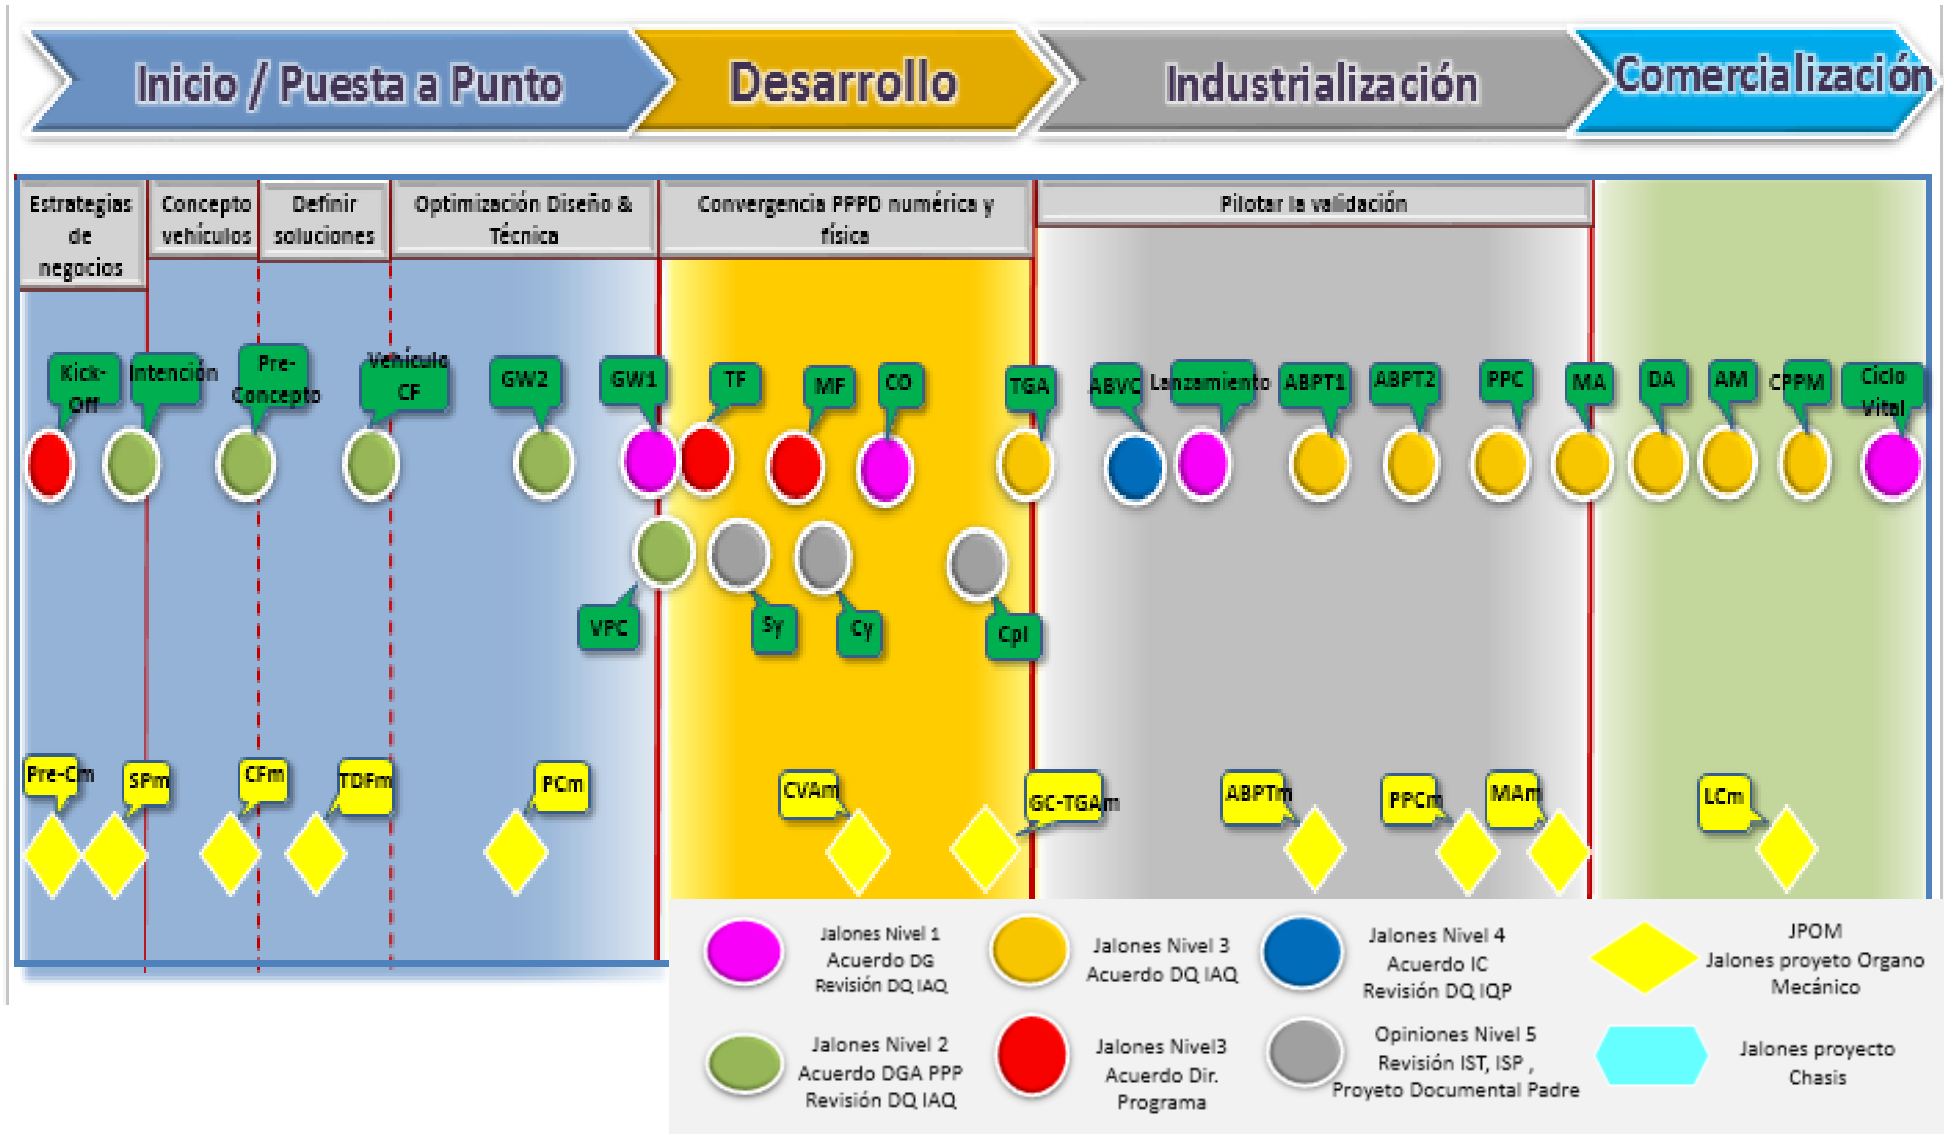 Inicio / Puesta a Punto
Desarrollo
Industrialización
Comercialización
Estrategias
de
negocios
Concepto
vehículos
Definir
soluciones
Optimización Diseño &
Técnica
Convergencia PPPD numérica y
física
Pilotar la validación
Kick-
Off
Intención
Pre-
Concepto
Vehículo
CF
GW2
GW1
TF
MF
CO
TGA
ABVC
Lanzamiento
ABPT1
ABPT2
PPC
MA
DA
AM
CPPM
Ciclo
Vital
VPC
Sy
Cy
Cpl
Pre-Cm
SPm
CFm
TDFm
PCm
CVAm
GC-TGAm
ABPTm
PPCm
MAm
LCm
Jalones Nivel 1
Acuerdo DG
Revisión DQ IAQ
Jalones Nivel 3
Acuerdo DQ IAQ
Jalones Nivel 4
Acuerdo IC
Revisión DQ IQP
JPOM
Jalones proyeto Organo
Mecánico
Jalones Nivel 2
Acuerdo DGA PPP
Revisión DQ IAQ
Jalones Nivel3
Acuerdo Dir.
Programa
Opiniones Nivel 5
Revisión IST, ISP ,
Proyeto Documental Padre
Jalones proyecto
Chasis